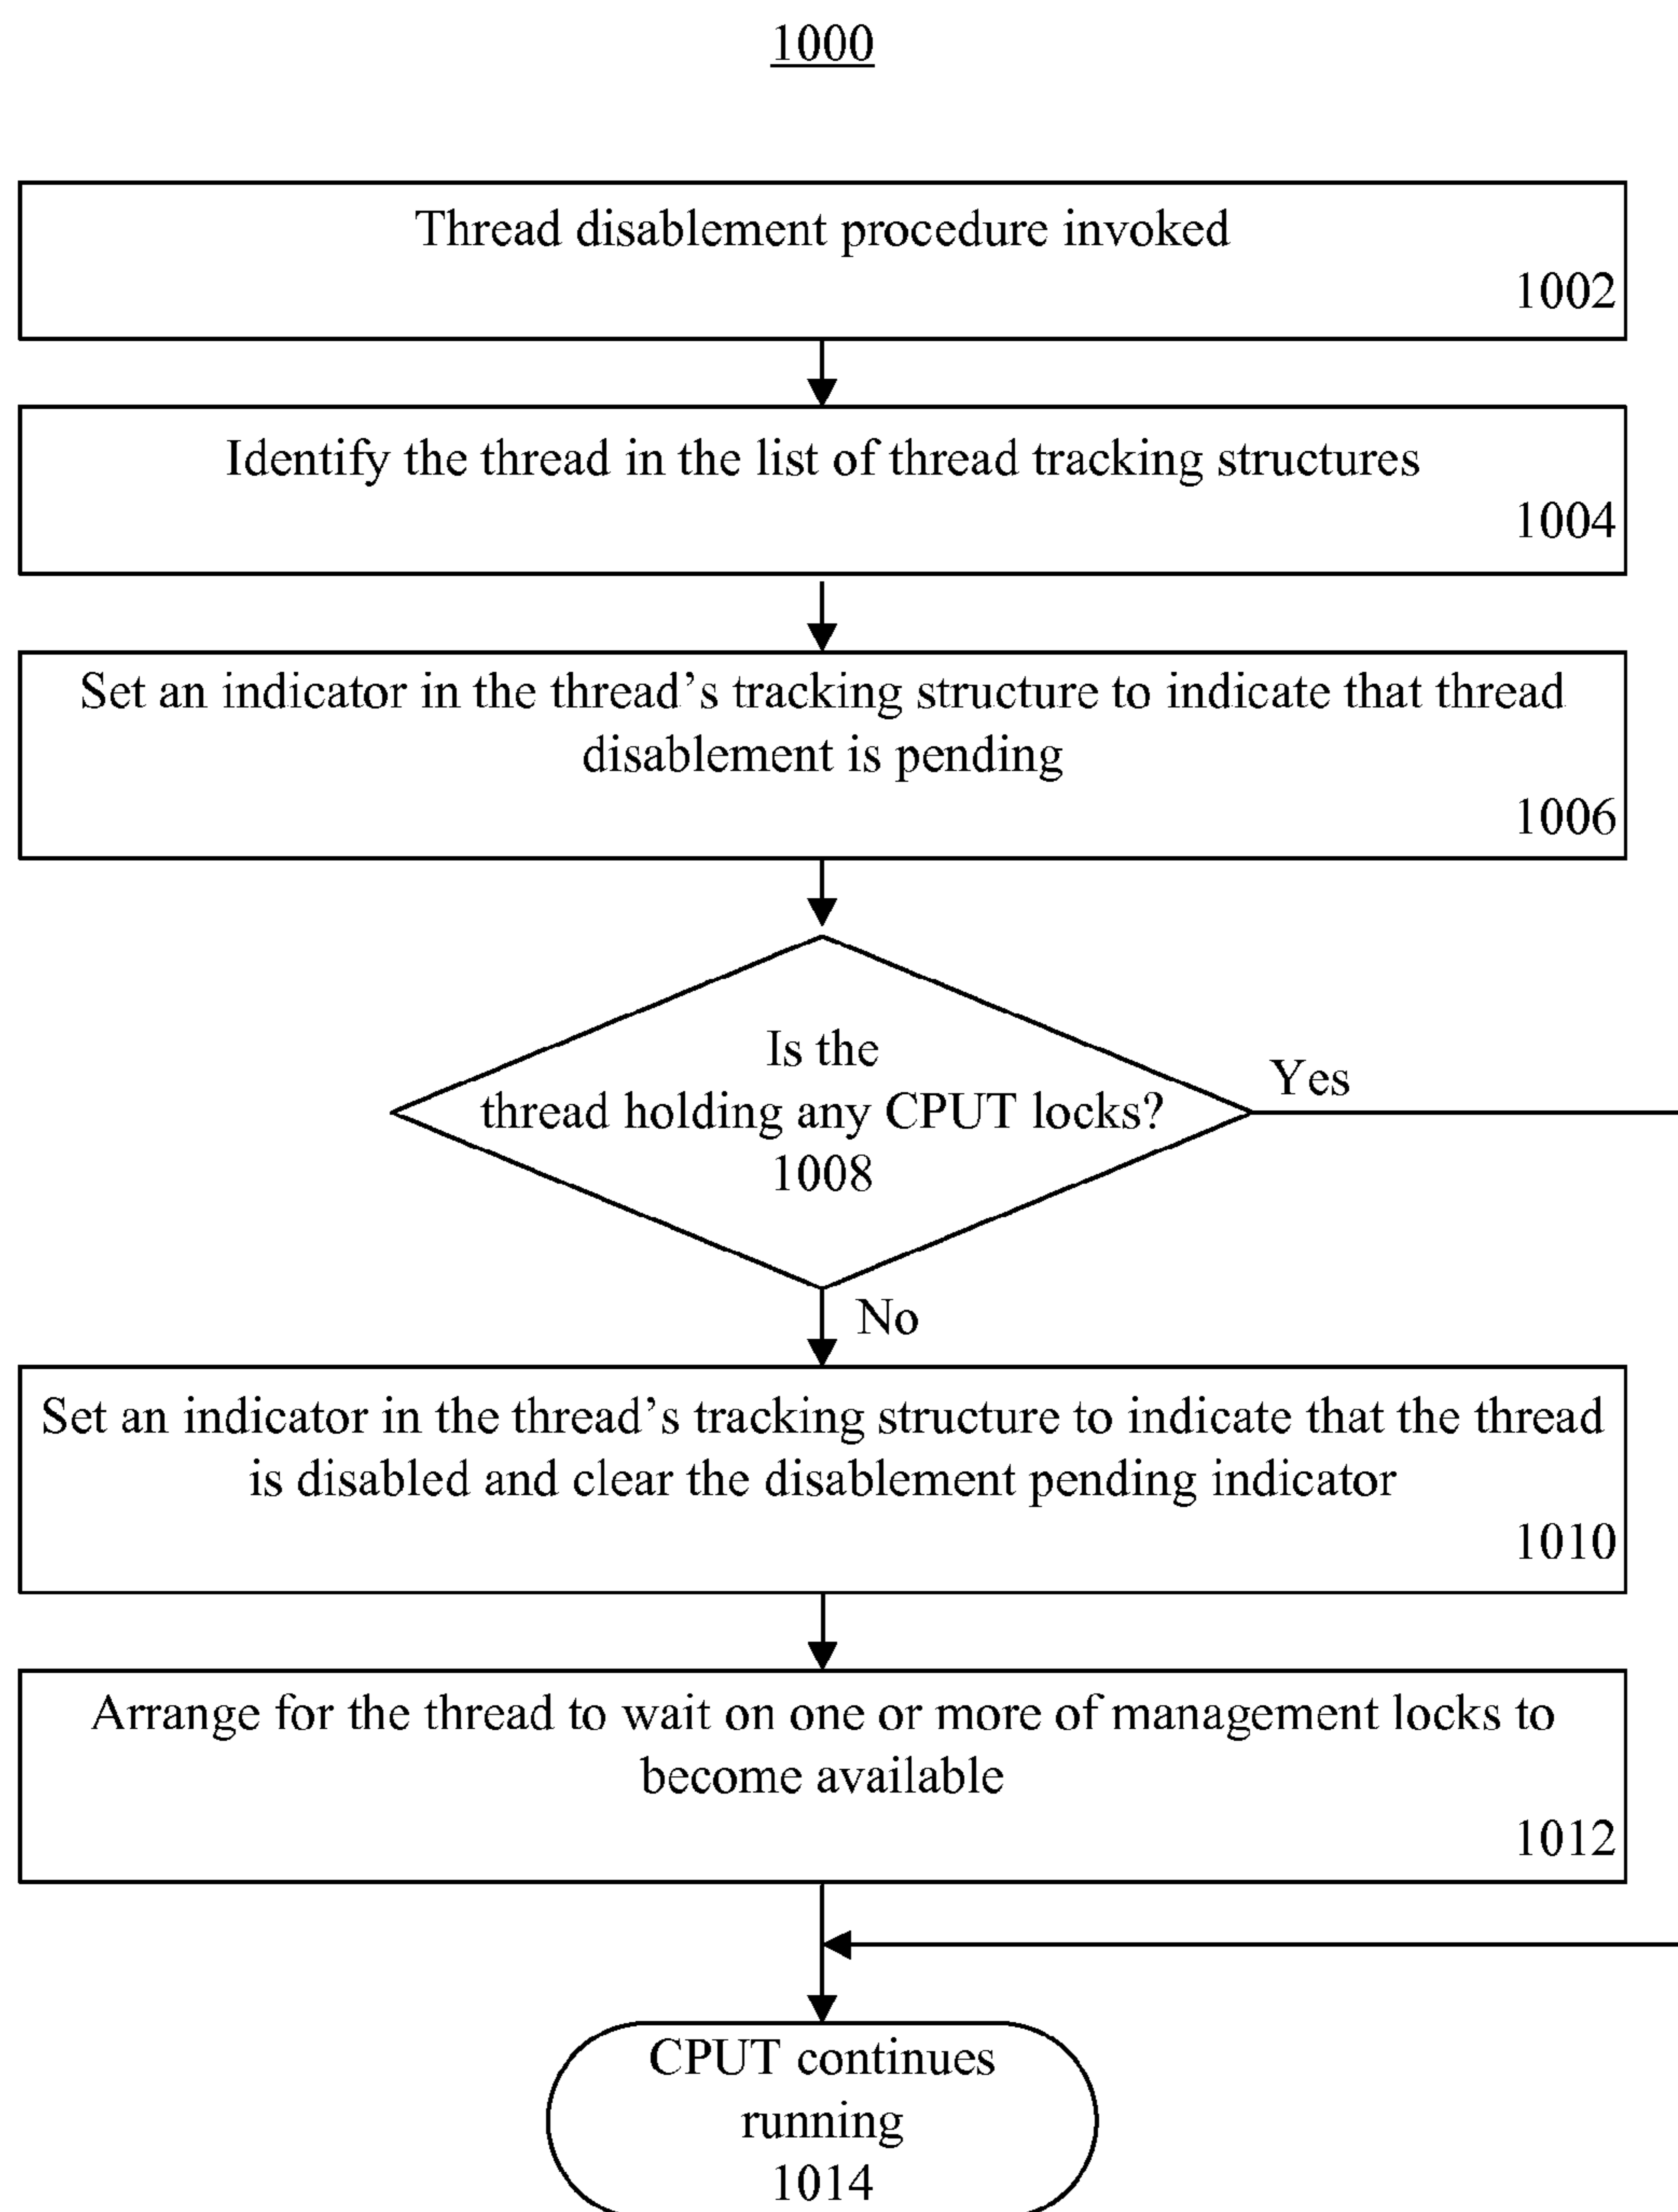 1000
Thread disablement procedure invoked
1002
Identify the thread in the list of thread tracking structures
1004
Set an indicator in the thread’s tracking structure to indicate that thread
disablement is pending
1006
Is the
thread holding any CPUT locks?
1008
Yes
No
Set an indicator in the thread’s tracking structure to indicate that the thread
is disabled and clear the disablement pending indicator
1010
Arrange for the thread to wait on one or more of management locks to
become available
1012
CPUT continues
running
1014